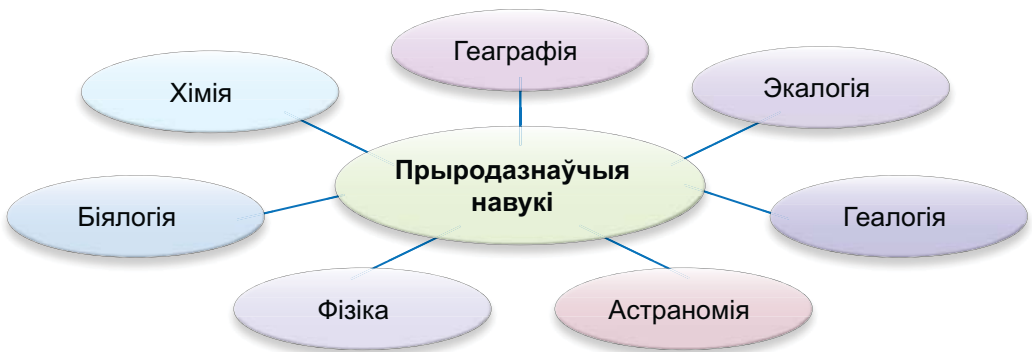 Геаграфія
Хімія
Экалогія
Прыродазнаўчыя
навукі
Біялогія
Геалогія
Фізіка
Астраномія